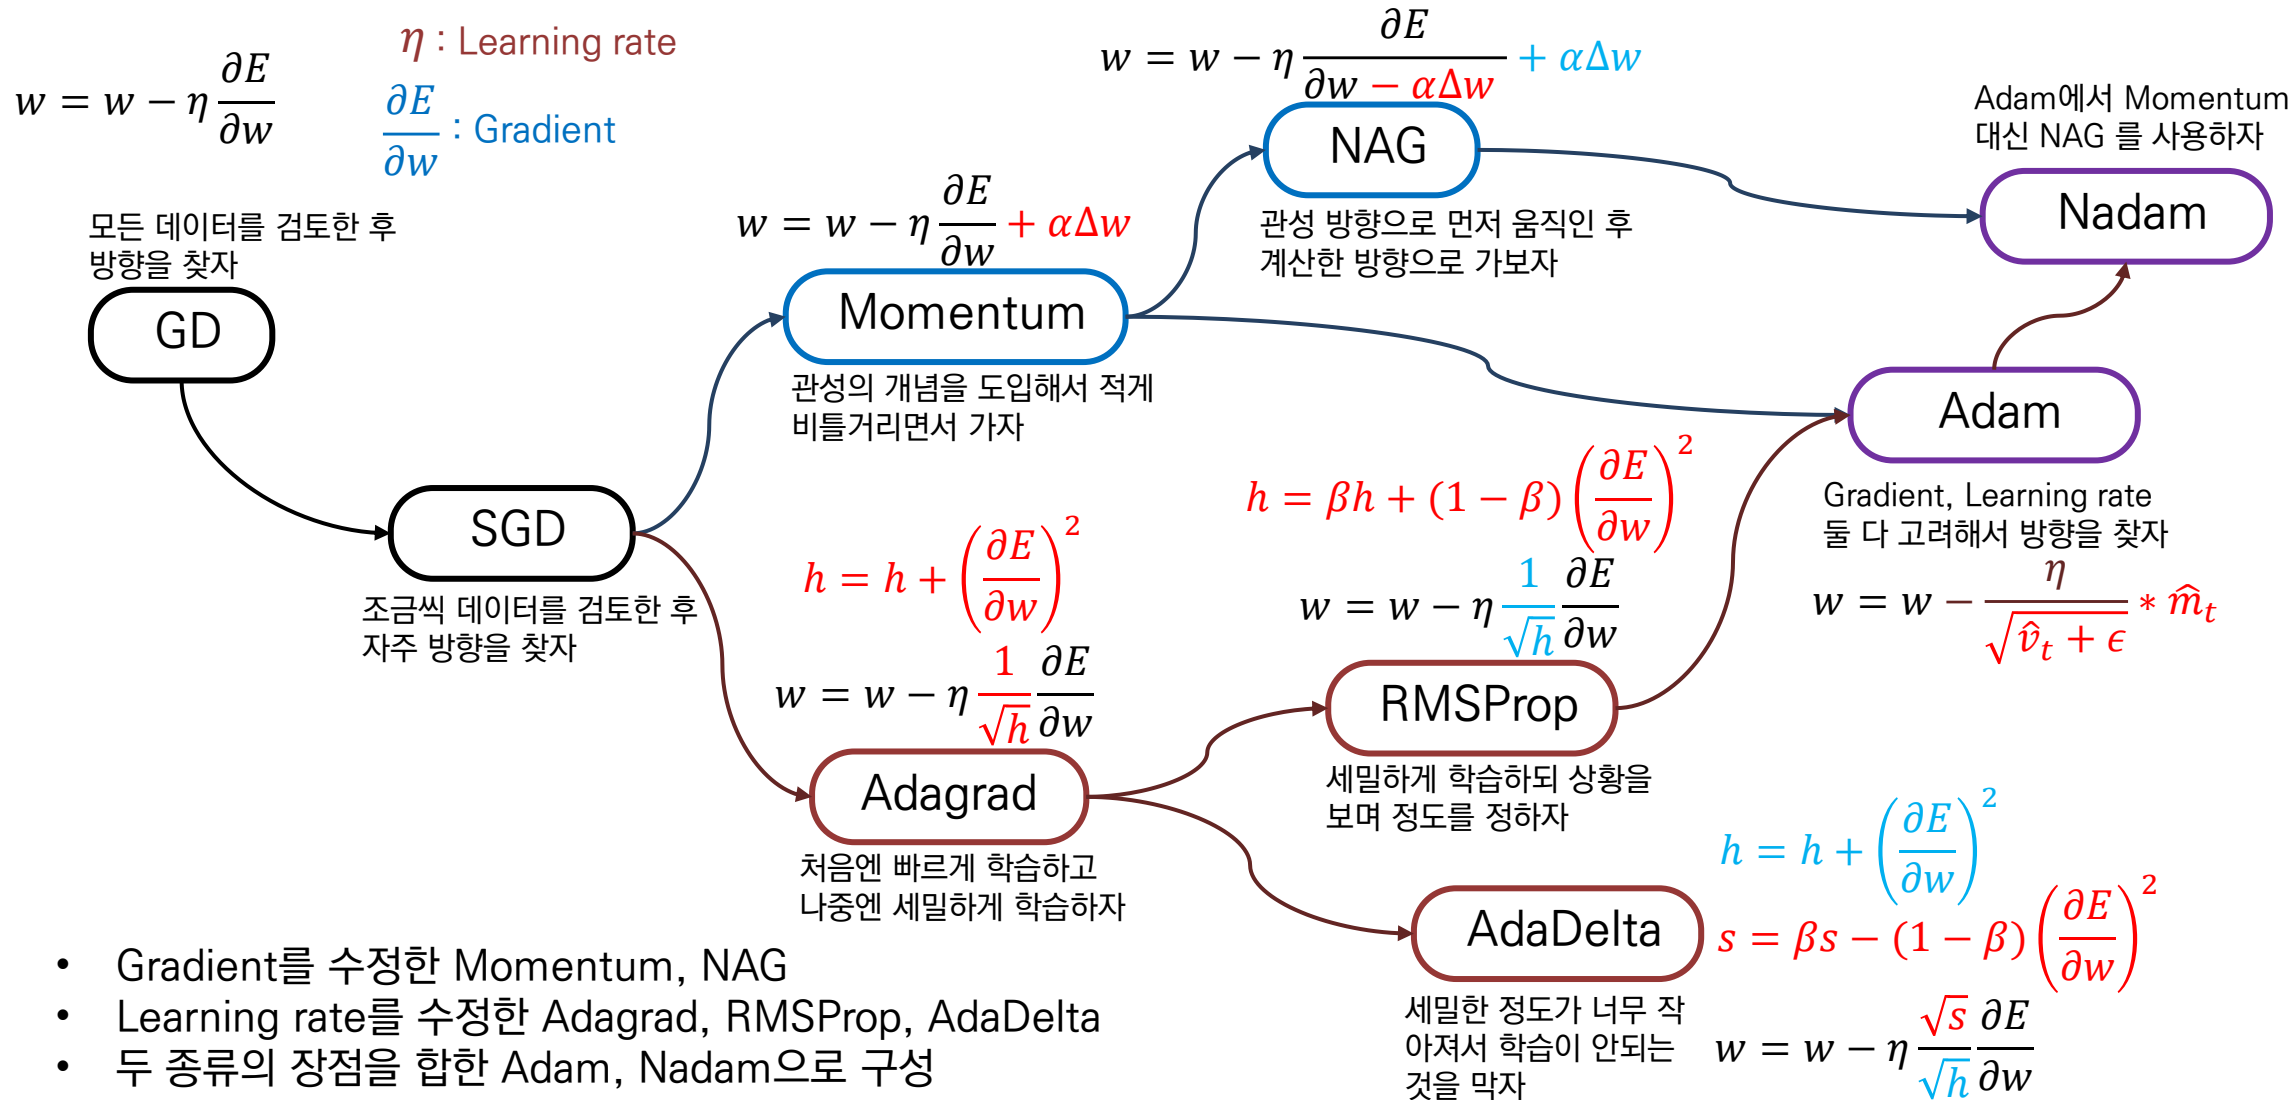 η : Learning rate
w = w − η ∂E/∂w
∂E/∂w : Gradient
모든 데이터를 검토한 후
방향을 찾자
GD
SGD
조금씩 데이터를 검토한 후
자주 방향을 찾자
w = w − η ∂E/∂w + αΔw
Momentum
관성의 개념을 도입해서 적게
비틀거리면서 가자
w = w − η ∂E/(∂w − αΔw) + αΔw
NAG
관성 방향으로 먼저 움직인 후
계산한 방향으로 가보자
Adam에서 Momentum
대신 NAG 를 사용하자
Nadam
Adam
Gradient, Learning rate
둘 다 고려해서 방향을 찾자
w = w − η/√(v̂_t + ϵ) * m̂_t
h = h + (∂E/∂w)²
w = w − η 1/√h ∂E/∂w
Adagrad
처음엔 빠르게 학습하고
나중엔 세밀하게 학습하자
h = βh + (1 − β)(∂E/∂w)²
w = w − η 1/√h ∂E/∂w
RMSProp
세밀하게 학습하되 상황을
보며 정도를 정하자
AdaDelta
세밀한 정도가 너무 작
아져서 학습이 안되는
것을 막자
h = h + (∂E/∂w)²
s = βs − (1 − β)(∂E/∂w)²
w = w − η √s/√h ∂E/∂w
• Gradient를 수정한 Momentum, NAG
• Learning rate를 수정한 Adagrad, RMSProp, AdaDelta
• 두 종류의 장점을 합한 Adam, Nadam으로 구성